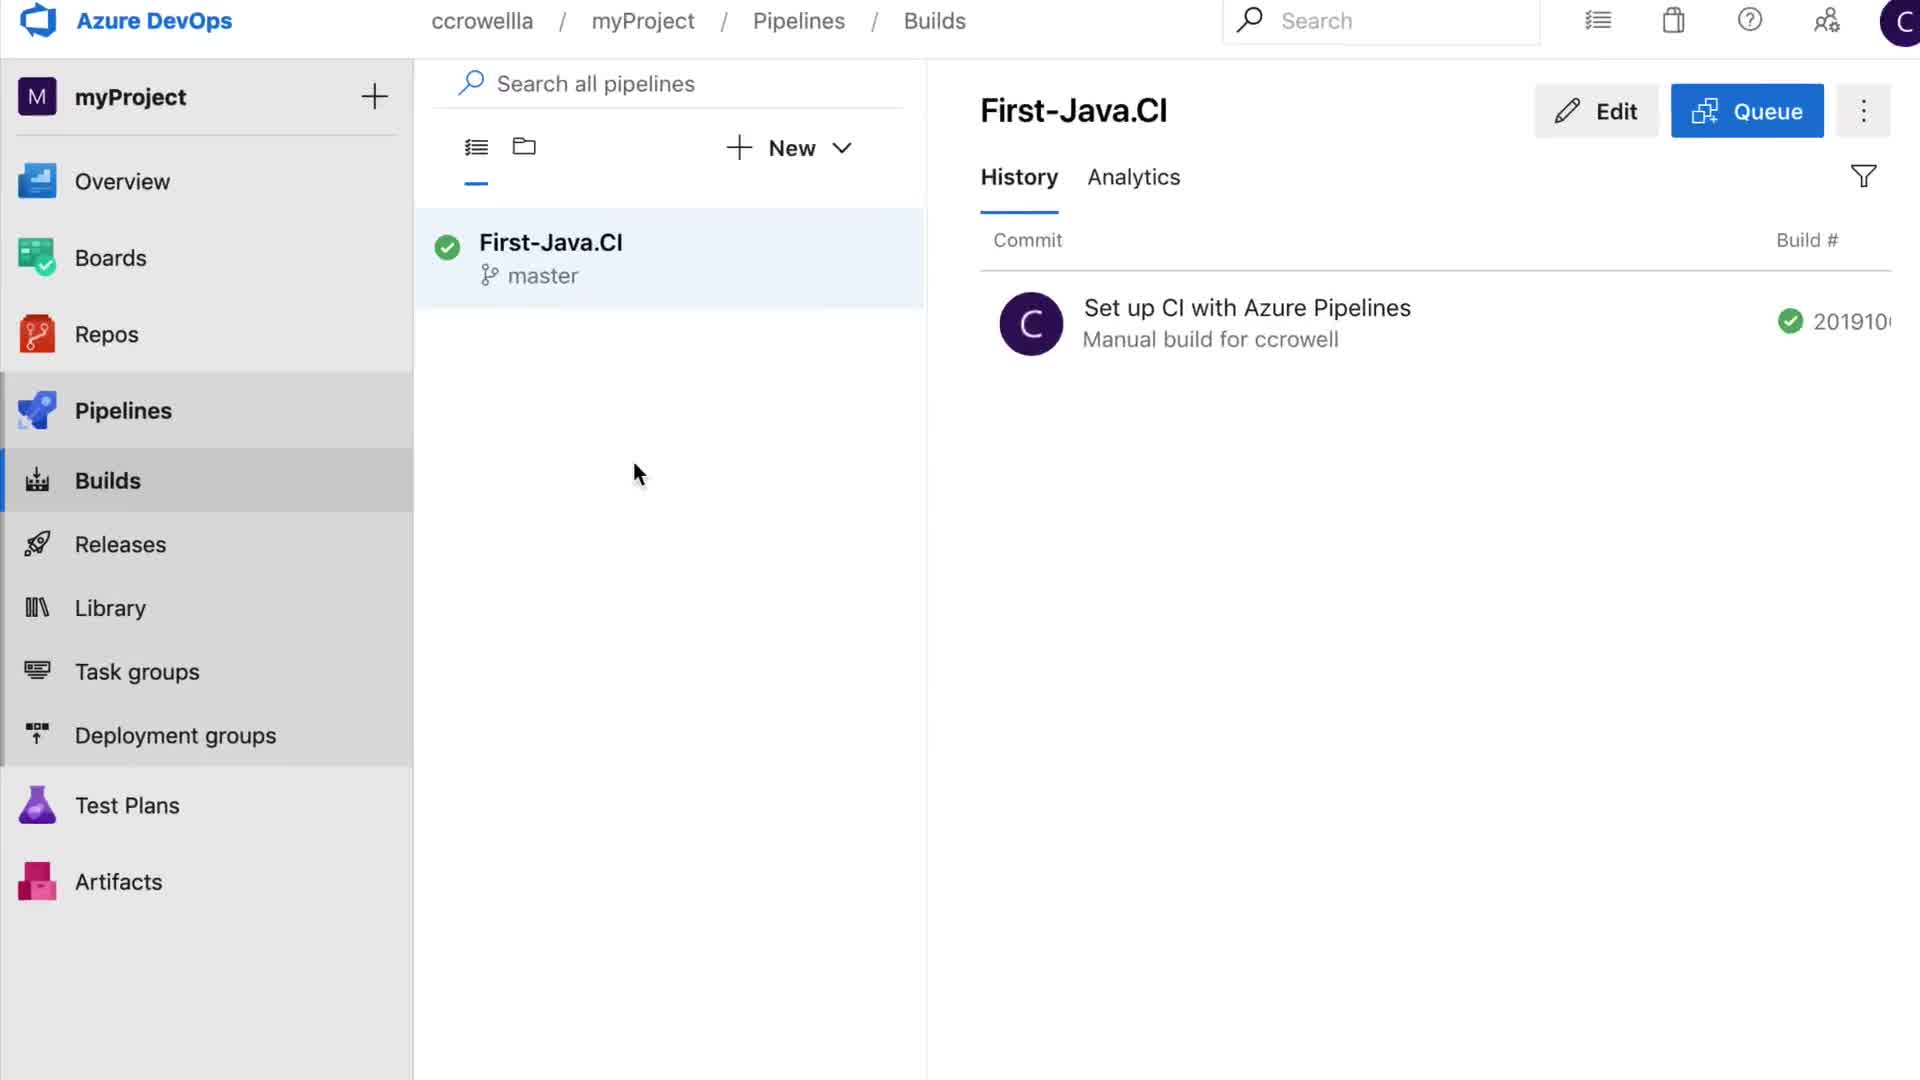 Azure DevOps
ccrowellla / myProject / Pipelines / Builds
Search
C
M
myProject
Overview
Boards
Repos
Pipelines
Builds
Releases
Library
Task groups
Deployment groups
Test Plans
Artifacts
Search all pipelines
New
First-Java.CI
master
First-Java.CI
Edit
Queue
History Analytics
Commit Build #
C
Set up CI with Azure Pipelines
Manual build for ccrowell